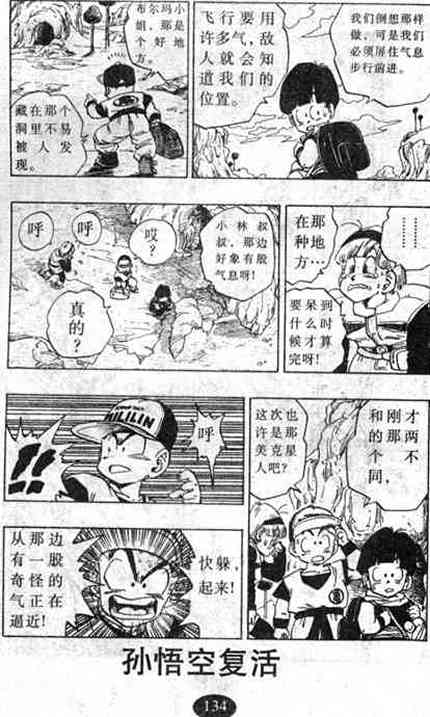 我们倒想那样
做，可是我们
必须屏住气息
步行前进。
飞行要用
许多气，敌
人就会知
道我们的
位置。
布尔玛小
姐，那是
个好地
方。
藏在那个
洞里不易
被人发
现。
……
在那
种地
方…
要呆到
什么时
候才算
完呀！
小林叔
叔，那边
好象有股
气息呀！
哎？
呼
呼
真
的？
和刚才
的那两
个不
同，
这次也
许是那
美克星
人吧？
呼
!!
快躲，
起来！
从那边
有一股
奇怪的
气正在
逼近！
孙悟空复活
134